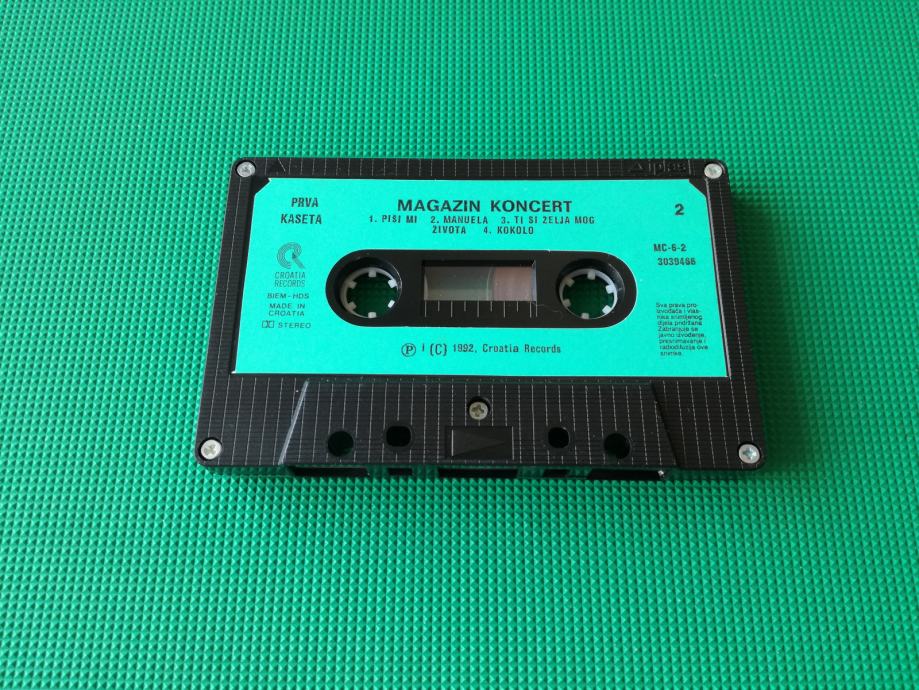 PRVA
KASETA
MAGAZIN KONCERT
1. PISI MI 2. MANUELA 3. TI SI ŽELJA MOG
ŽIVOTA 4. KOKOLO
2
CROATIA
RECORDS
BIEM-HDS
MADE IN
CROATIA
STEREO
MC-6-2
3039466
Sva prava pro-
izvođača i vlas-
nika snimljenog
djela pridržana
Zabranjuje se
javno izvođenje,
presnimavanje i
radiodifuzija ove
snimke.
Ⓟ i (C) 1992, Croatia Records